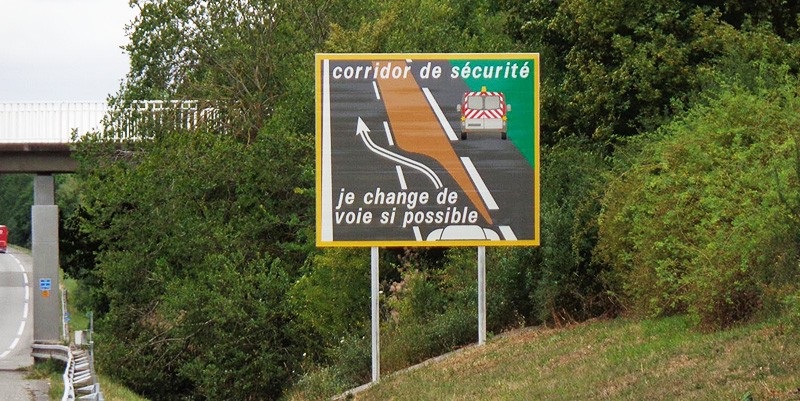 corridor de sécurité
je change de
voie si possible